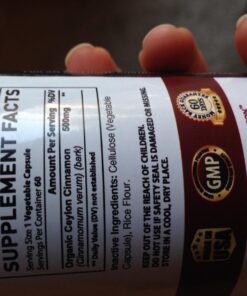 SUPPLEMENT FACTS
Serving Size 1 Vegetable Capsule
Servings Per Container 60
Amount Per Serving %DV
Organic Ceylon Cinnamon 500mg **
(Cinnamomum verum) (bark)
** Daily Value (DV) not established
Inactive Ingredients: Cellulose (Vegetable
Capsule), Rice Flour.
KEEP OUT OF THE REACH OF CHILDREN.
DO NOT USE IF SAFETY SEAL IS DAMAGED OR MISSING.
STORE IN A COOL, DRY PLACE.
60
DAYS
GUARANTEE
GMP
USA